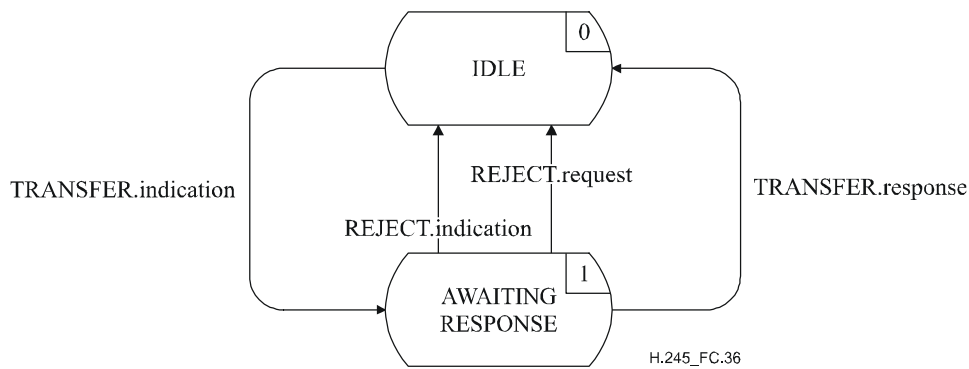 0
IDLE
TRANSFER.indication
REJECT.request
TRANSFER.response
REJECT.indication
1
AWAITING
RESPONSE
H.245_FC.36